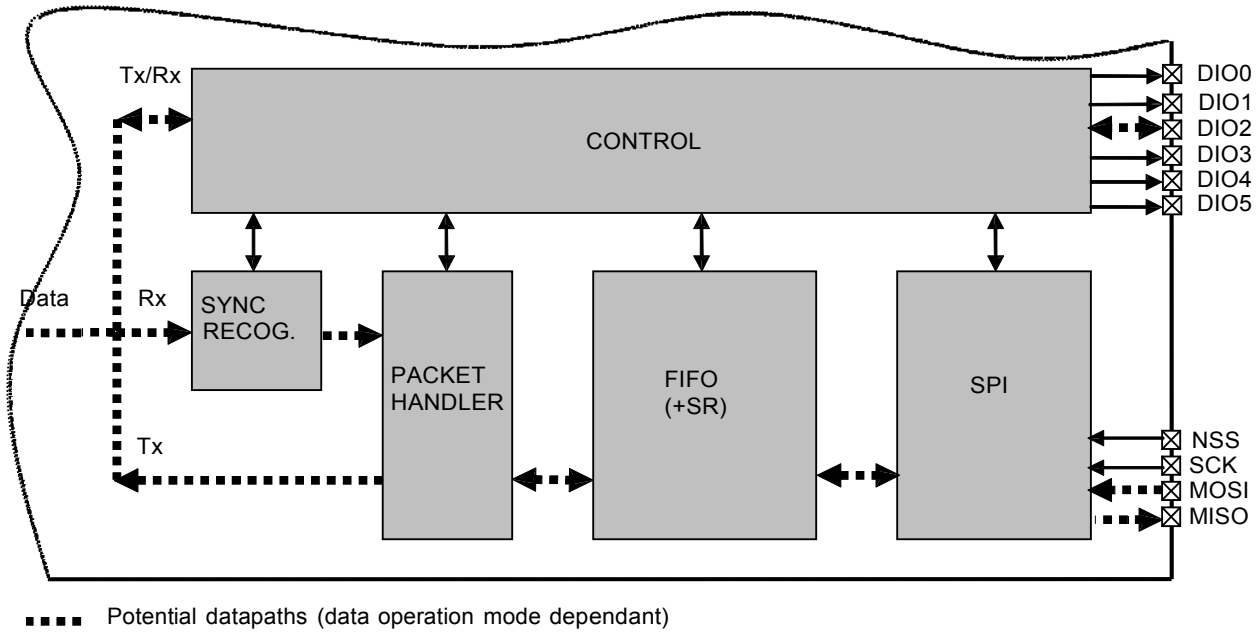 Tx/Rx
CONTROL
DIO0
DIO1
DIO2
DIO3
DIO4
DIO5
Data
Rx
SYNC
RECOG.
PACKET
HANDLER
FIFO
(+SR)
SPI
Tx
NSS
SCK
MOSI
MISO
Potential datapaths (data operation mode dependant)